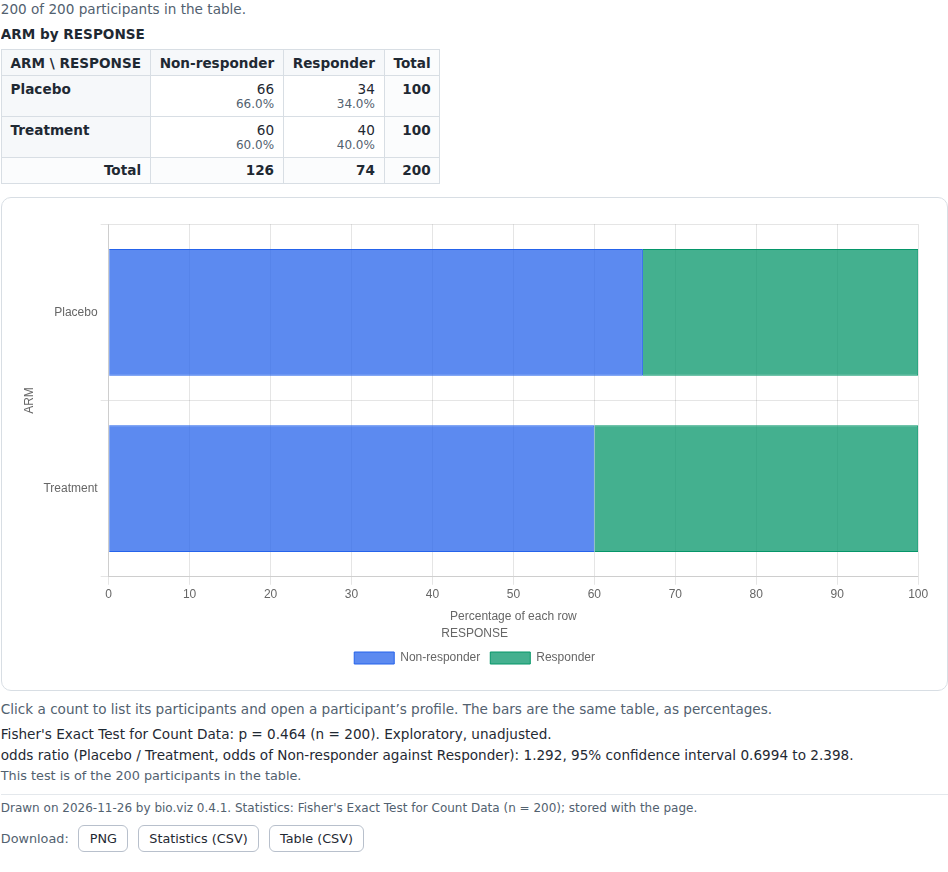 200 of 200 participants in the table.
ARM by RESPONSE
ARM \ RESPONSE Non-responder Responder Total
Placebo 66 34 100
66.0% 34.0%
Treatment 60 40 100
60.0% 40.0%
Total 126 74 200
Placebo
ARM
Treatment
0 10 20 30 40 50 60 70 80 90 100
Percentage of each row
RESPONSE
Non-responder Responder
Click a count to list its participants and open a participant’s profile. The bars are the same table, as percentages.
Fisher's Exact Test for Count Data: p = 0.464 (n = 200). Exploratory, unadjusted.
odds ratio (Placebo / Treatment, odds of Non-responder against Responder): 1.292, 95% confidence interval 0.6994 to 2.398.
This test is of the 200 participants in the table.
Drawn on 2026-11-26 by bio.viz 0.4.1. Statistics: Fisher's Exact Test for Count Data (n = 200); stored with the page.
Download: PNG Statistics (CSV) Table (CSV)